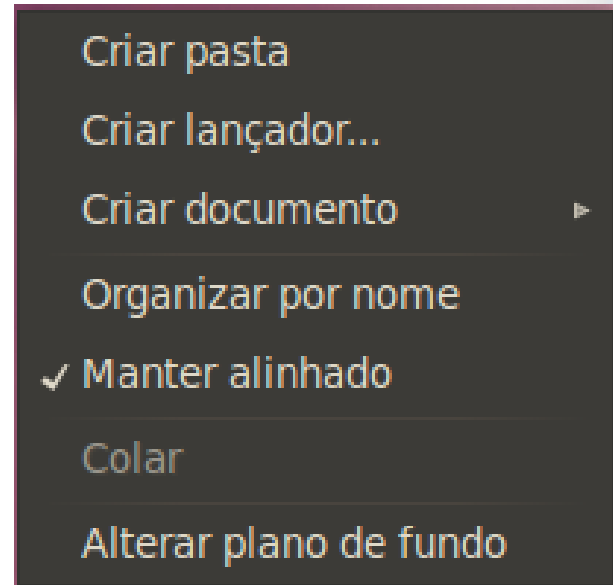 Criar pasta
Criar lançador...
Criar documento
Organizar por nome
Manter alinhado
Colar
Alterar plano de fundo